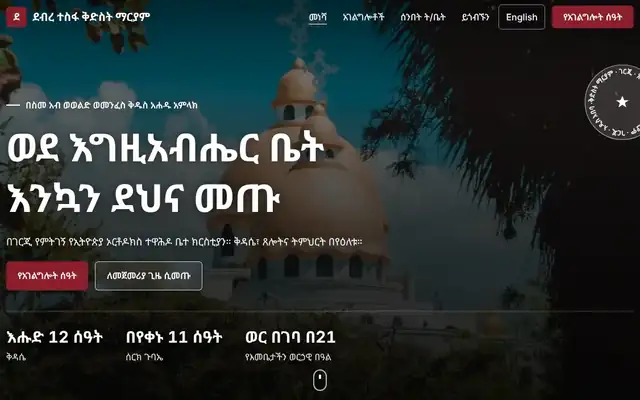 ደ
ደብረ ተስፋ ቅድስት ማርያም
መነሻ
አገልግሎቶች
ሰንበት ት/ቤት
ይጎብኙን
English
የአገልግሎት ሰዓት
በስመ አብ ወወልድ ወመንፈስ ቅዱስ አሐዱ አምላክ
ወደ እግዚአብሔር ቤት
እንኳን ደህና መጡ
በገርጂ የምትገኝ የኢትዮጵያ ኦርቶዶክስ ተዋሕዶ ቤተ ክርስቲያን። ቅዳሴ፣ ጸሎትና ትምህርት በየዕለቱ።
የአገልግሎት ሰዓት
ለመጀመሪያ ጊዜ ሲመጡ
እሑድ 12 ሰዓት
ቅዳሴ
በየቀኑ 11 ሰዓት
ሰርክ ጉባኤ
ወር በገባ በ21
የእመቤታችን ወርኃዊ በዓል